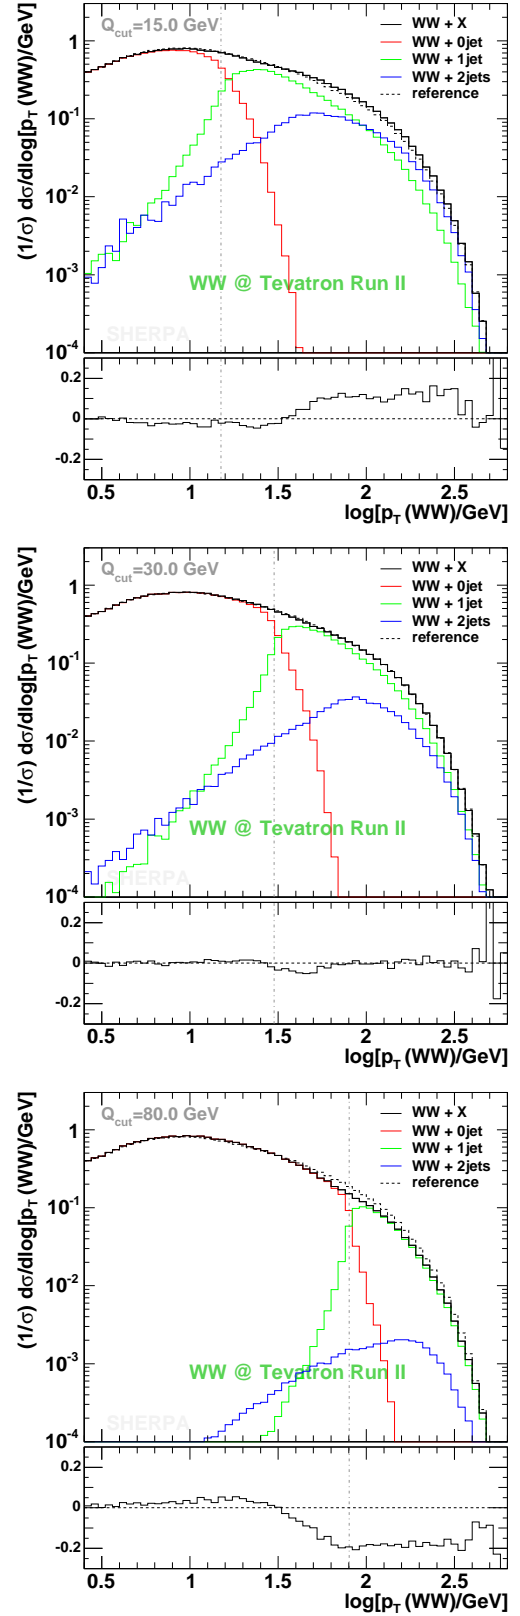 Q_cut=15.0 GeV
WW + X
WW + 0jet
WW + 1jet
WW + 2jets
reference
(1/σ) dσ/dlog[p_T (WW)/GeV]
1
10^-1
10^-2
10^-3
10^-4
WW @ Tevatron Run II
SHERPA
0.2
0
-0.2
0.5 1 1.5 2 2.5
log[p_T (WW)/GeV]
Q_cut=30.0 GeV
WW + X
WW + 0jet
WW + 1jet
WW + 2jets
reference
(1/σ) dσ/dlog[p_T (WW)/GeV]
1
10^-1
10^-2
10^-3
10^-4
WW @ Tevatron Run II
SHERPA
0.2
0
-0.2
0.5 1 1.5 2 2.5
log[p_T (WW)/GeV]
Q_cut=80.0 GeV
WW + X
WW + 0jet
WW + 1jet
WW + 2jets
reference
(1/σ) dσ/dlog[p_T (WW)/GeV]
1
10^-1
10^-2
10^-3
10^-4
WW @ Tevatron Run II
SHERPA
0.2
0
-0.2
0.5 1 1.5 2 2.5
log[p_T (WW)/GeV]